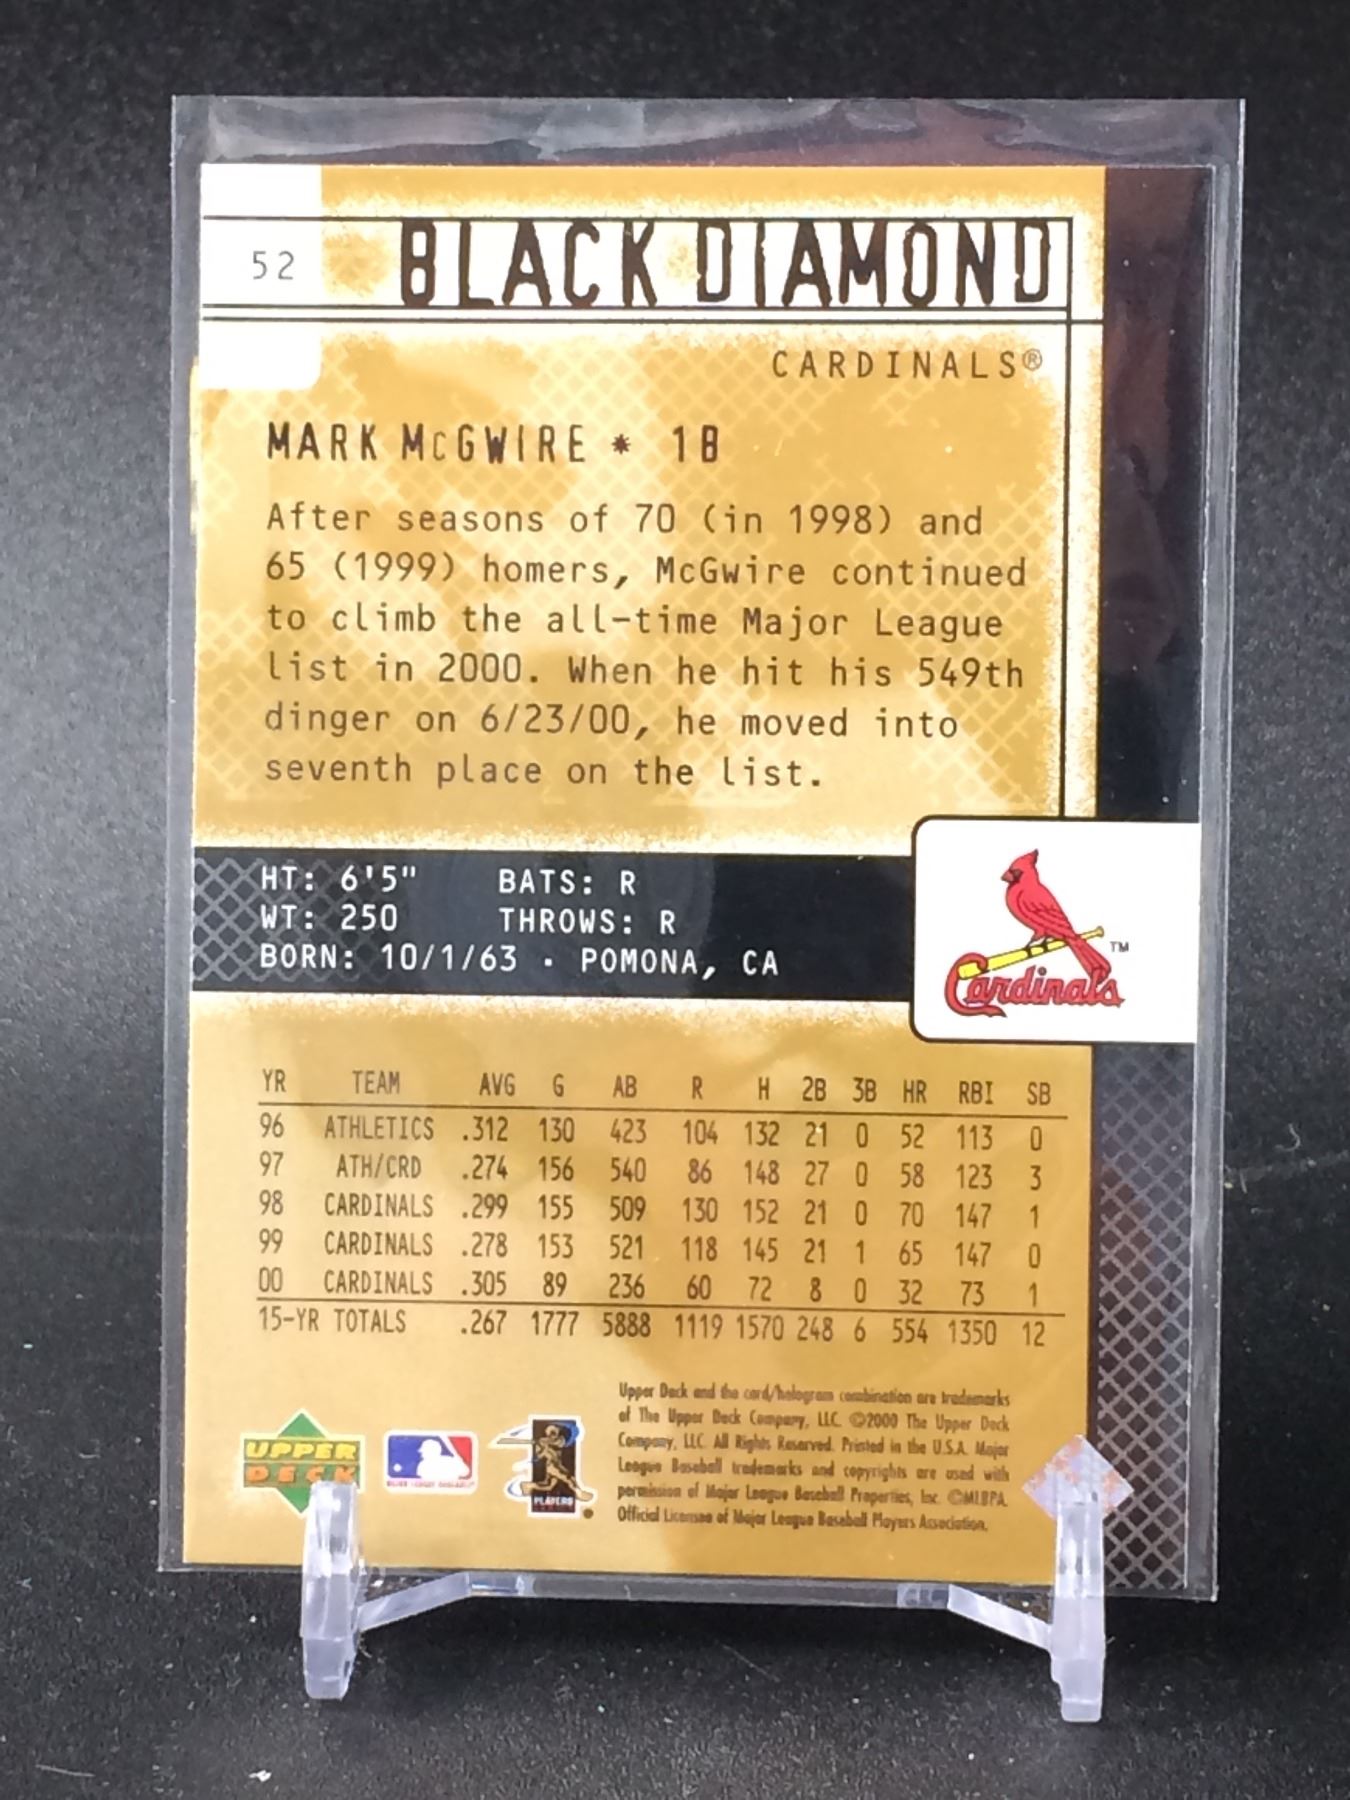 52
BLACK DIAMOND
CARDINALS®
MARK McGWIRE * 1B
After seasons of 70 (in 1998) and
65 (1999) homers, McGwire continued
to climb the all-time Major League
list in 2000. When he hit his 549th
dinger on 6/23/00, he moved into
seventh place on the list.
HT: 6'5" BATS: R
WT: 250 THROWS: R
BORN: 10/1/63 · POMONA, CA
Cardinals™
YR TEAM AVG G AB R H 2B 3B HR RBI SB
96 ATHLETICS .312 130 423 104 132 21 0 52 113 0
97 ATH/CRD .274 156 540 86 148 27 0 58 123 3
98 CARDINALS .299 155 509 130 152 21 0 70 147 1
99 CARDINALS .278 153 521 118 145 21 1 65 147 0
00 CARDINALS .305 89 236 60 72 8 0 32 73 1
15-YR TOTALS .267 1777 5888 1119 1570 248 6 554 1350 12
UPPER
DECK
PLAYERS
Upper Deck and the card/hologram combination are trademarks
of The Upper Deck Company, LLC. ©2000 The Upper Deck
Company, LLC. All Rights Reserved. Printed in the U.S.A. Major
League Baseball trademarks and copyrights are used with
permission of Major League Baseball Properties, Inc. ©MLBPA
Official Licensee of Major League Baseball Players Association.